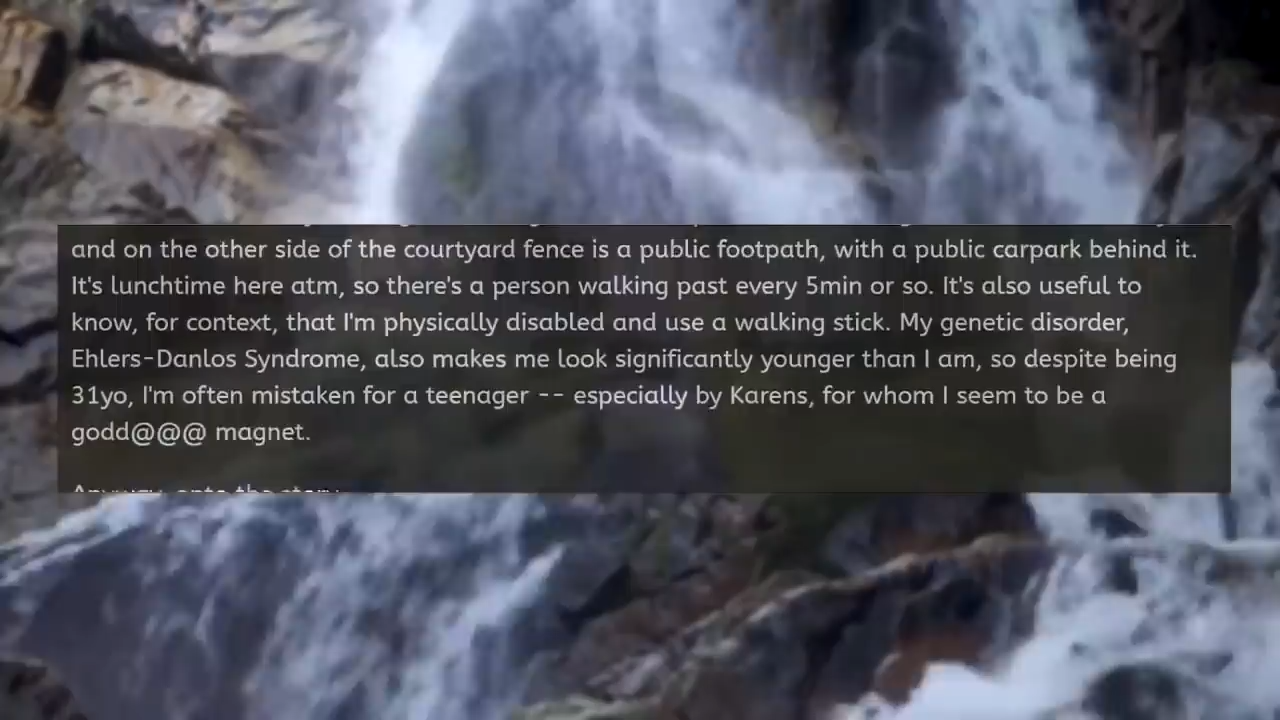 and on the other side of the courtyard fence is a public footpath, with a public carpark behind it.
It's lunchtime here atm, so there's a person walking past every 5min or so. It's also useful to
know, for context, that I'm physically disabled and use a walking stick. My genetic disorder,
Ehlers-Danlos Syndrome, also makes me look significantly younger than I am, so despite being
31yo, I'm often mistaken for a teenager -- especially by Karens, for whom I seem to be a
godd@@@ magnet.
Anyway, onto the story